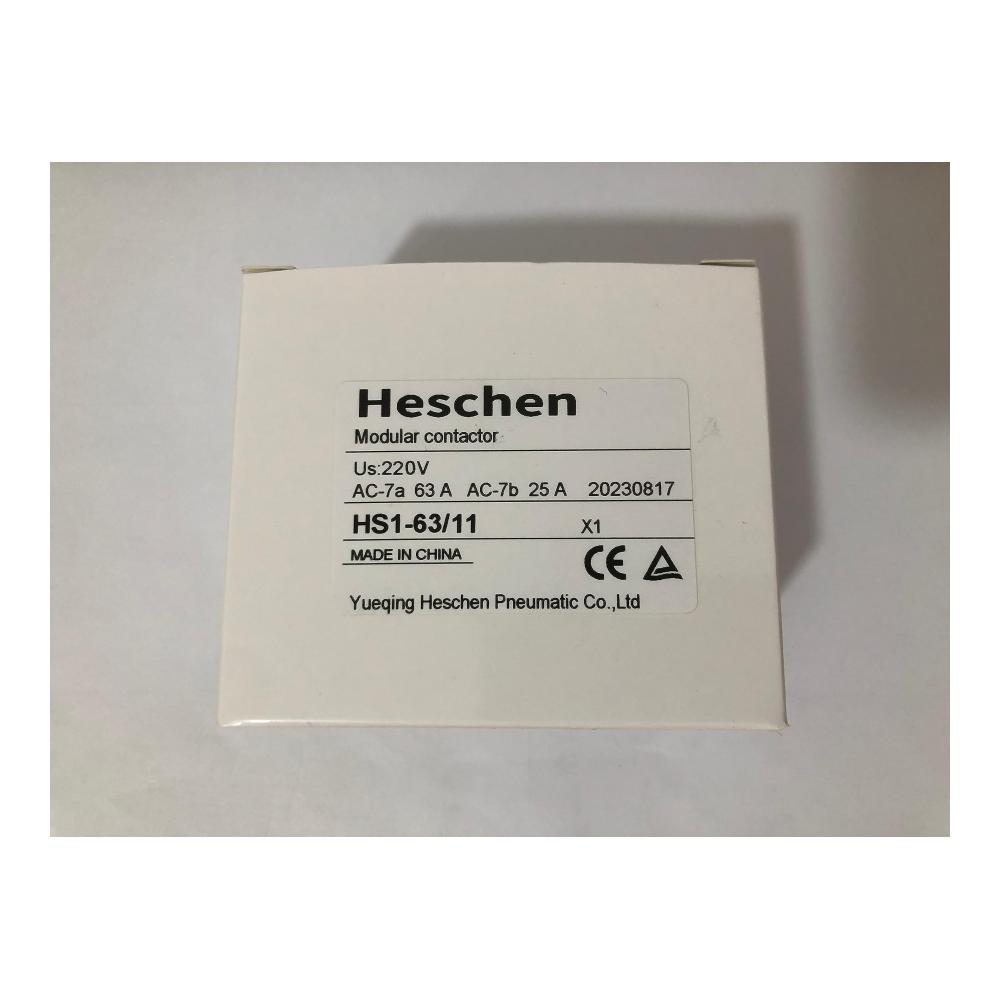 Heschen
Modular contactor
Us:220V
AC-7a 63 A AC-7b 25 A 20230817
HS1-63/11 X1
MADE IN CHINA CE
Yueqing Heschen Pneumatic Co.,Ltd